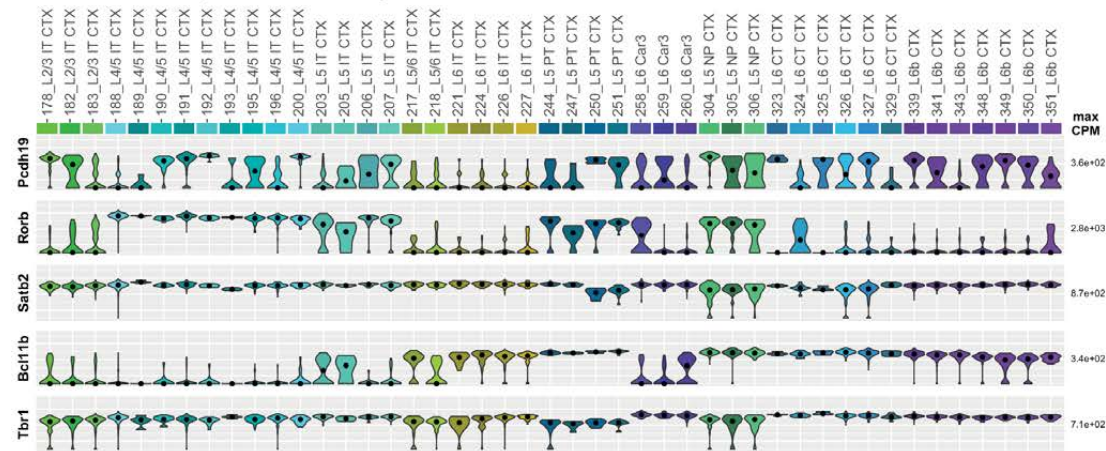 178_L2/3 IT CTX
182_L2/3 IT CTX
183_L2/3 IT CTX
188_L4/5 IT CTX
189_L4/5 IT CTX
190_L4/5 IT CTX
191_L4/5 IT CTX
192_L4/5 IT CTX
193_L4/5 IT CTX
195_L4/5 IT CTX
196_L4/5 IT CTX
200_L4/5 IT CTX
203_L5 IT CTX
205_L5 IT CTX
206_L5 IT CTX
207_L5 IT CTX
217_L5/6 IT CTX
218_L5/6 IT CTX
221_L6 IT CTX
224_L6 IT CTX
226_L6 IT CTX
227_L6 IT CTX
244_L5 PT CTX
247_L5 PT CTX
250_L5 PT CTX
251_L5 PT CTX
258_L6 Car3
259_L6 Car3
260_L6 Car3
304_L5 NP CTX
305_L5 NP CTX
306_L5 NP CTX
323_L6 CT CTX
324_L6 CT CTX
325_L6 CT CTX
326_L6 CT CTX
327_L6 CT CTX
329_L6 CT CTX
339_L6b CTX
341_L6b CTX
343_L6b CTX
348_L6b CTX
349_L6b CTX
350_L6b CTX
351_L6b CTX
max
CPM
Pcdh19
3.6e+02
Rorb
2.8e+03
Satb2
8.7e+02
Bcl11b
3.4e+02
Tbr1
7.1e+02